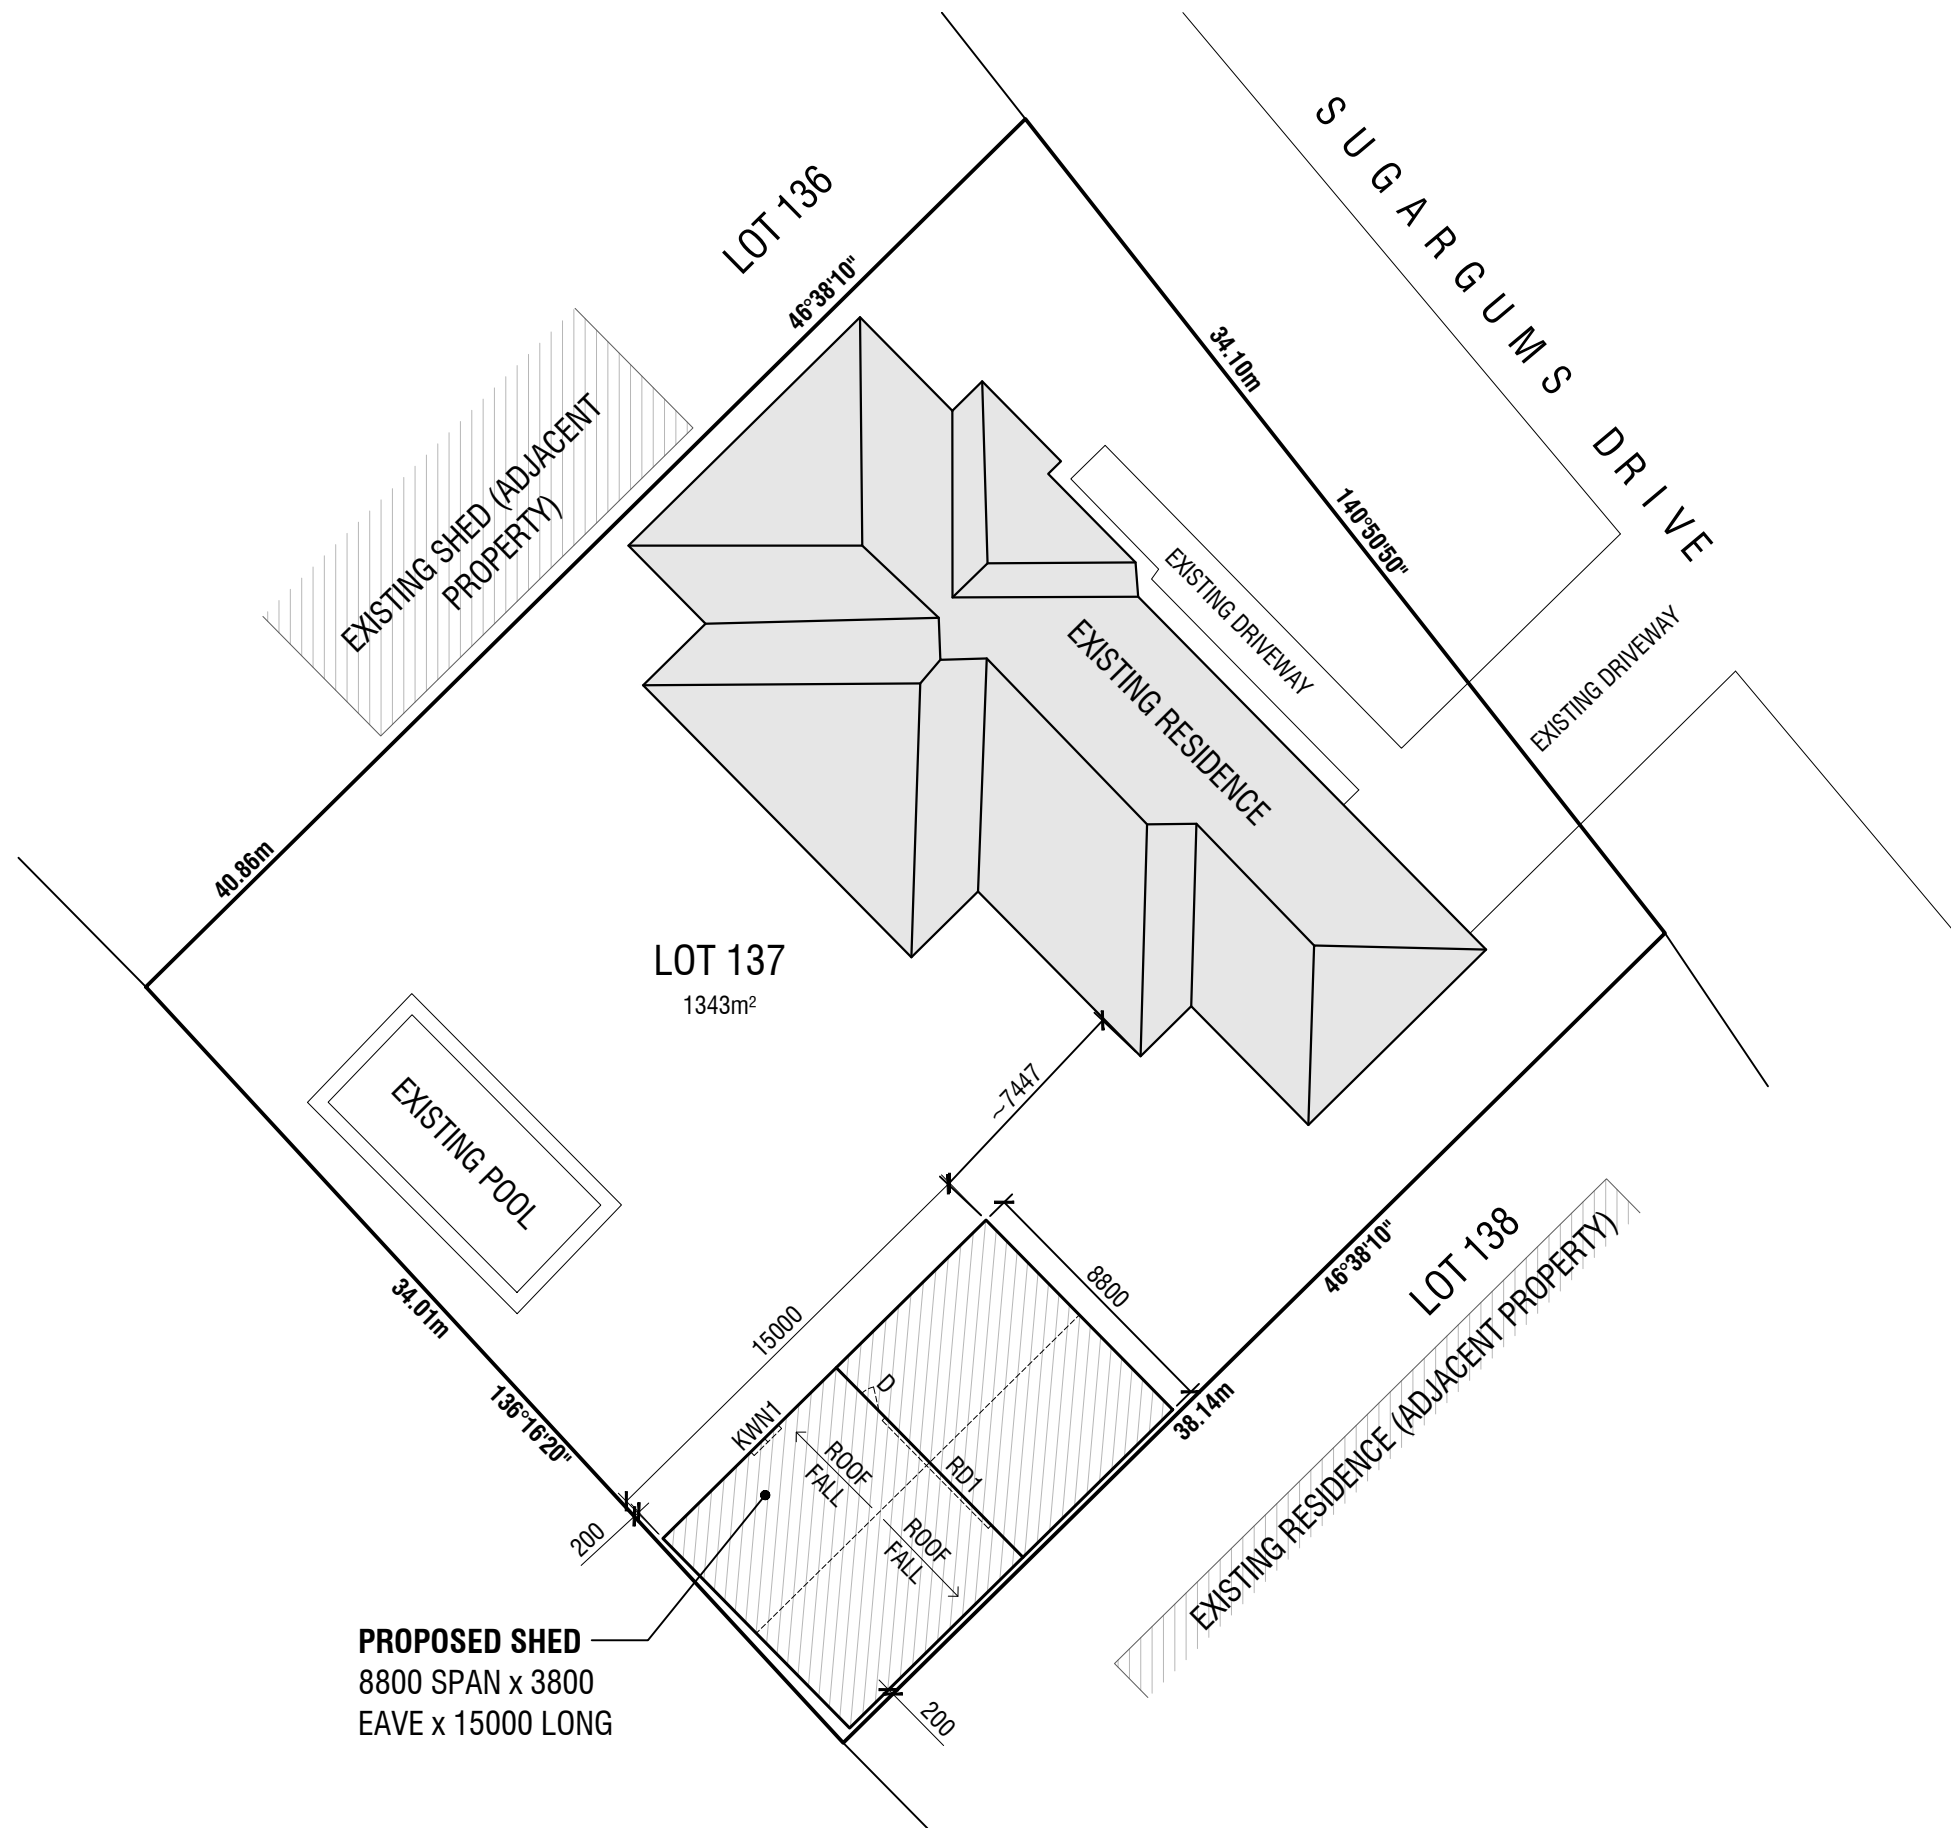 SUGARGUMS DRIVE
LOT 136
46°38'10"
34.10m
EXISTING SHED (ADJACENT
PROPERTY)
140°50'50"
EXISTING DRIVEWAY
EXISTING DRIVEWAY
EXISTING RESIDENCE
40.86m
LOT 137
1343m²
~7447
EXISTING POOL
34.01m
136°16'20"
15000
8800
46°38'10"
LOT 138
EXISTING RESIDENCE (ADJACENT PROPERTY)
38.14m
D
KWN1
RD1
ROOF
FALL
ROOF
FALL
200
PROPOSED SHED
8800 SPAN x 3800
EAVE x 15000 LONG
200